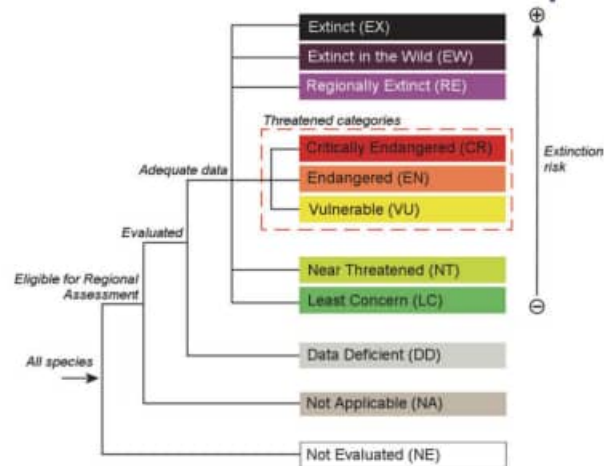 Extinct (EX)
Extinct in the Wild (EW)
Regionally Extinct (RE)
Threatened categories
Critically Endangered (CR)
Adequate data
Endangered (EN)
Extinction
risk
Vulnerable (VU)
Evaluated
Near Threatened (NT)
Eligible for Regional
Assessment
Least Concern (LC)
All species
Data Deficient (DD)
Not Applicable (NA)
Not Evaluated (NE)